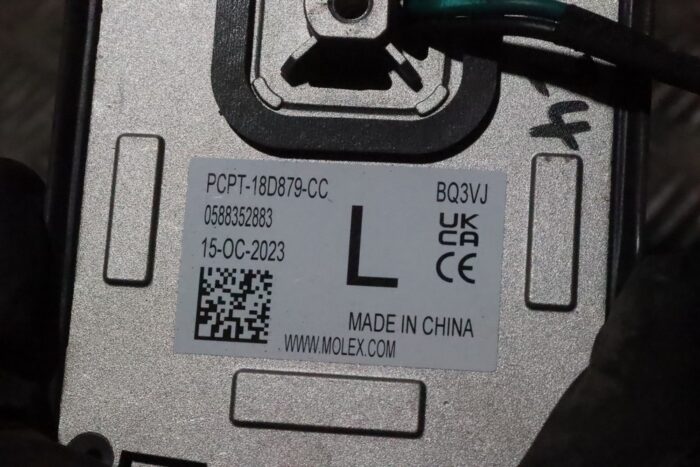 PCPT-18D879-CC
BQ3VJ
0588352883
UK
CA
15-OC-2023
L
CE
MADE IN CHINA
WWW.MOLEX.COM